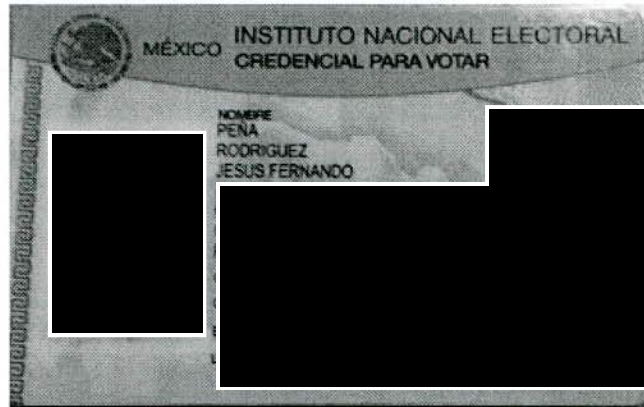 MÉXICO INSTITUTO NACIONAL ELECTORAL
CREDENCIAL PARA VOTAR
NOMBRE
PEÑA
RODRIGUEZ
JESUS FERNANDO